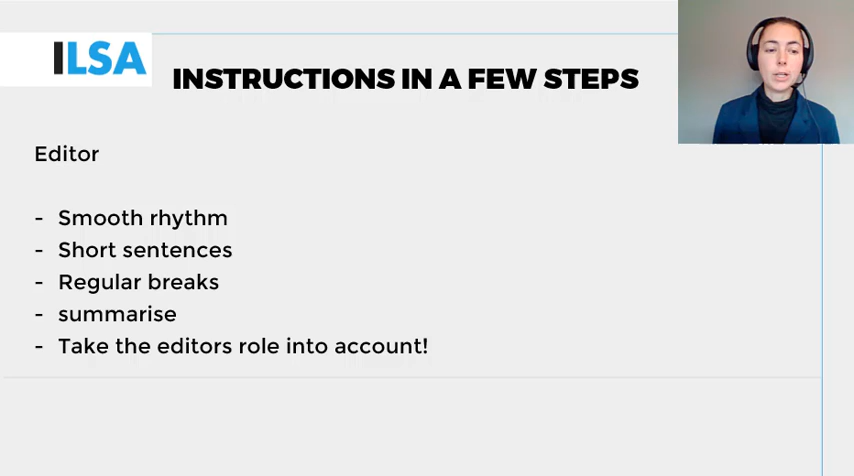 ILSA
INSTRUCTIONS IN A FEW STEPS
Editor
- Smooth rhythm
- Short sentences
- Regular breaks
- summarise
- Take the editors role into account!